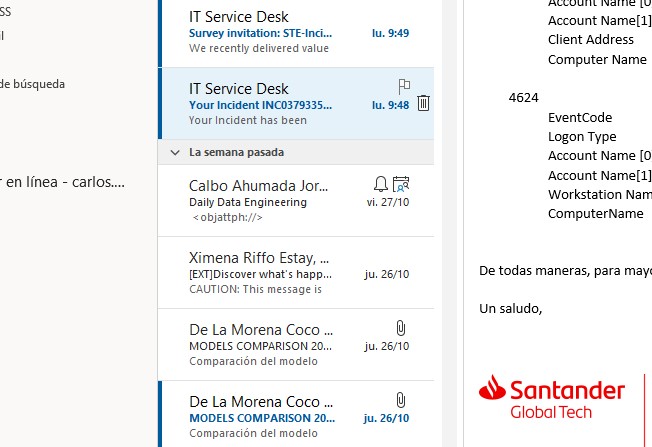 SS
l
de búsqueda
r en línea - carlos....
IT Service Desk
Survey invitation: STE-Inci... lu. 9:49
We recently delivered value
IT Service Desk
Your Incident INC0379335... lu. 9:48
Your Incident has been
La semana pasada
Calbo Ahumada Jor...
Daily Data Engineering vi. 27/10
<objattph://>
Ximena Riffo Estay, ...
[EXT]Discover what's happ... ju. 26/10
CAUTION: This message is
De La Morena Coco ...
MODELS COMPARISON 20... ju. 26/10
Comparación del modelo
De La Morena Coco ...
MODELS COMPARISON 20... ju. 26/10
Comparación del modelo
Account Name [0
Account Name[1]
Client Address
Computer Name
4624
EventCode
Logon Type
Account Name [0
Account Name[1]
Workstation Nam
ComputerName
De todas maneras, para mayo
Un saludo,
Santander
Global Tech